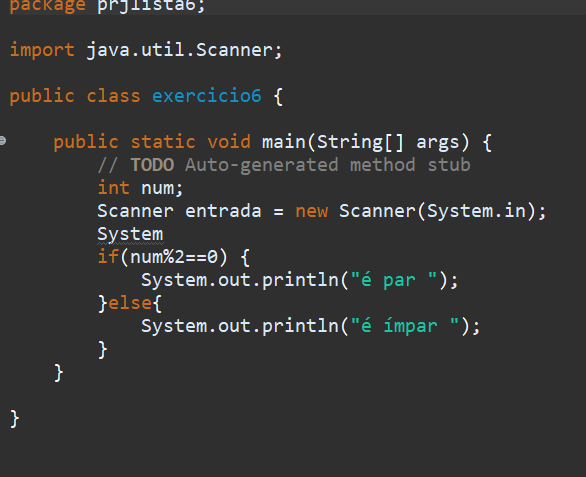 package prjlista6;
import java.util.Scanner;
public class exercicio6 {
public static void main(String[] args) {
// TODO Auto-generated method stub
int num;
Scanner entrada = new Scanner(System.in);
System
if(num%2==0) {
System.out.println("é par ");
}else{
System.out.println("é ímpar ");
}
}
}